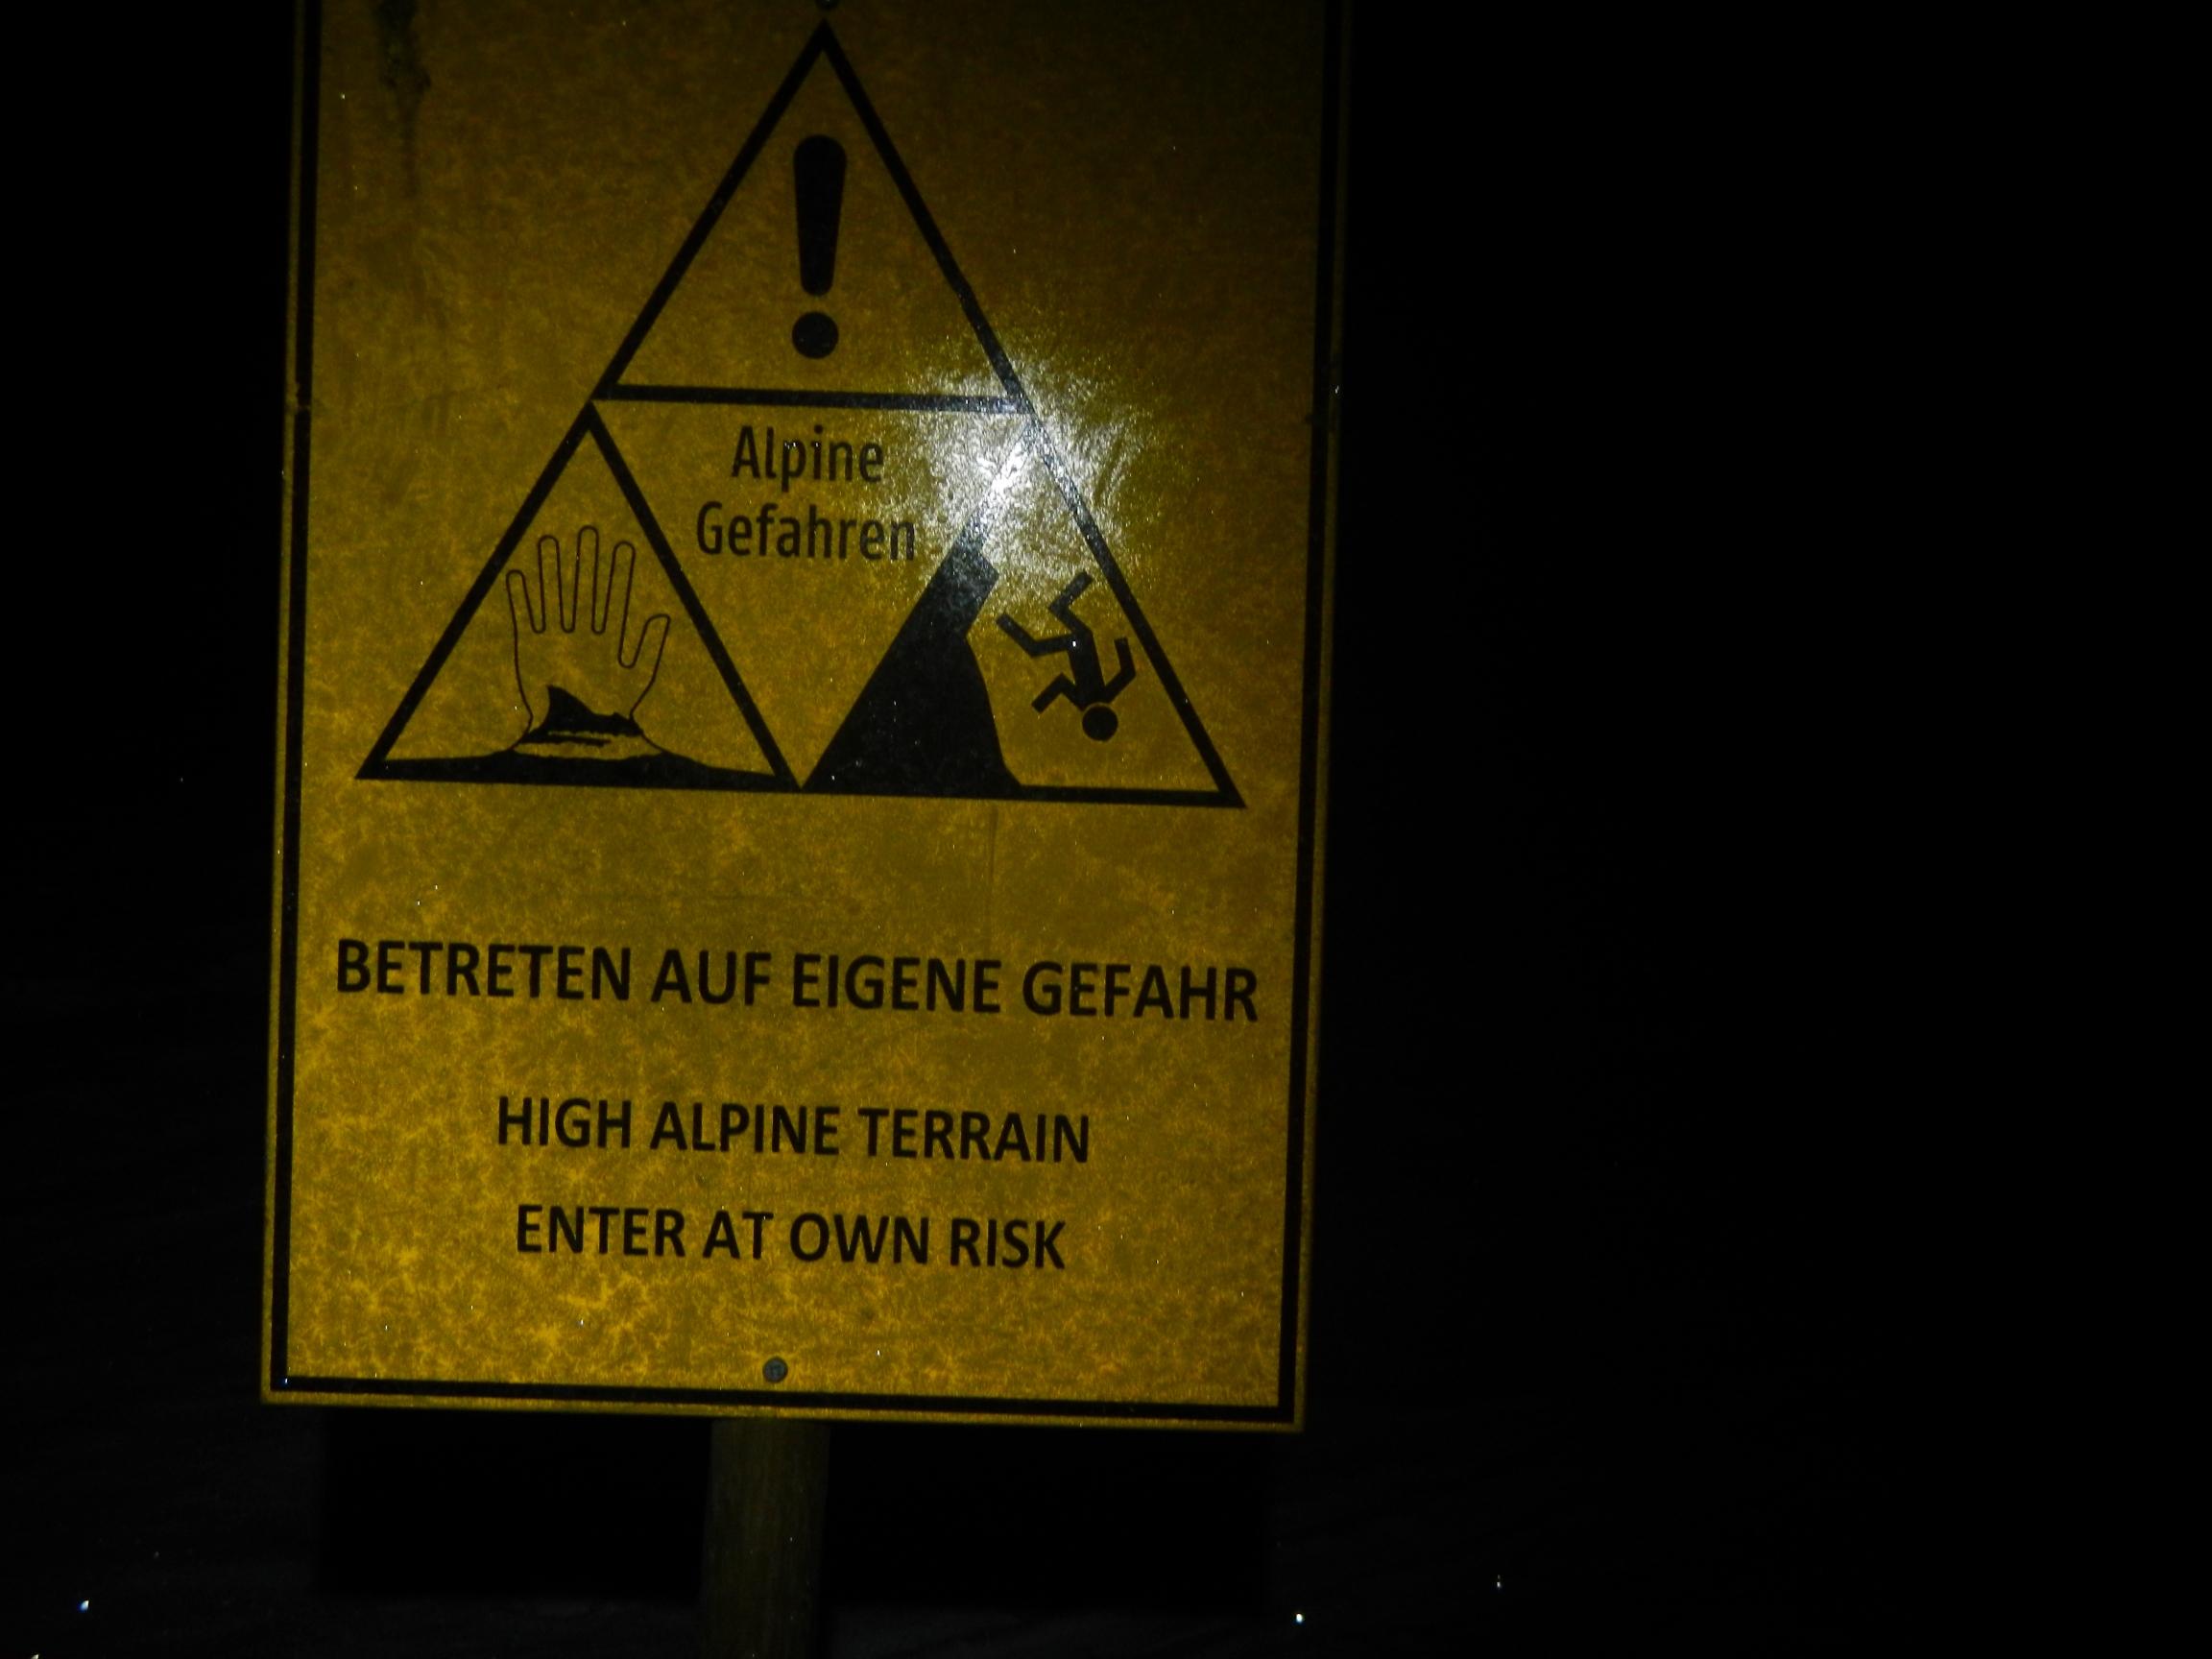 Alpine
Gefahren
BETRETEN AUF EIGENE GEFAHR
HIGH ALPINE TERRAIN
ENTER AT OWN RISK